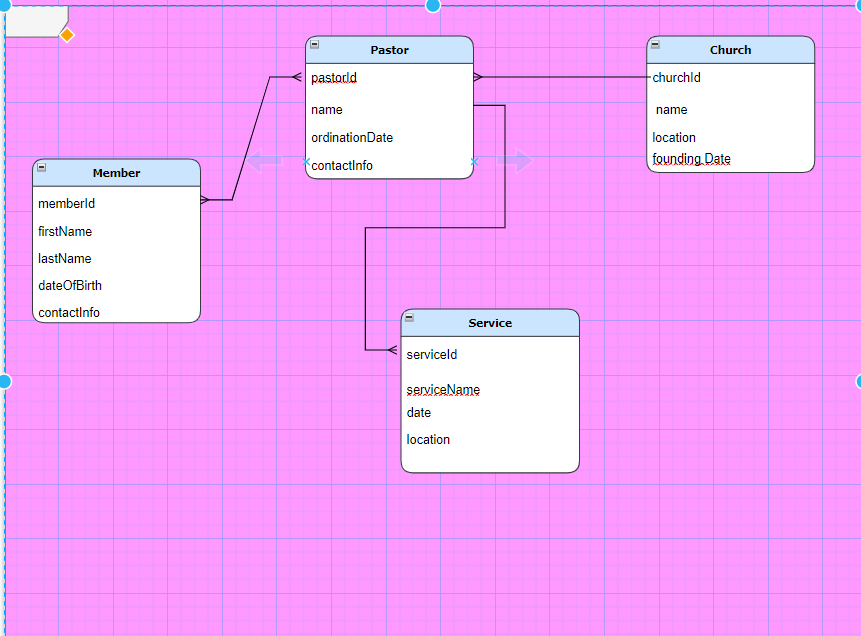 Pastor
pastorId
name
ordinationDate
contactInfo
Church
churchId
name
location
founding Date
Member
memberId
firstName
lastName
dateOfBirth
contactInfo
Service
serviceId
serviceName
date
location